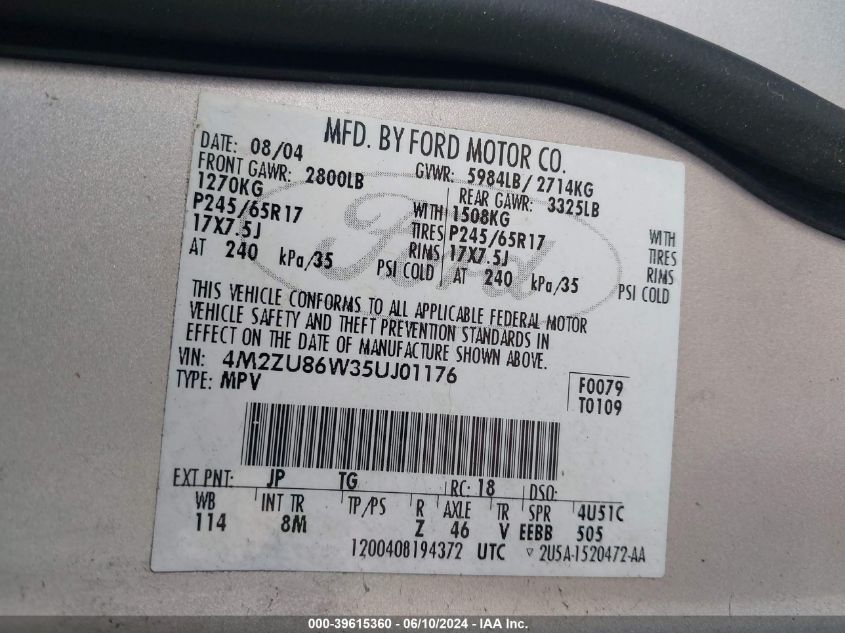 MFD. BY FORD MOTOR CO.
DATE: 08/04 GVWR: 5984LB/ 2714KG
FRONT GAWR: 2800LB REAR GAWR: 3325LB
1270KG WITH 1508KG WITH
P245/65R17 TIRES P245/65R17 TIRES
17X7.5J RIMS 17X7.5J RIMS
AT 240 kPa/35 PSI COLD AT 240 kPa/35 PSI COLD
Ford
THIS VEHICLE CONFORMS TO ALL APPLICABLE FEDERAL MOTOR
VEHICLE SAFETY AND THEFT PREVENTION STANDARDS IN
EFFECT ON THE DATE OF MANUFACTURE SHOWN ABOVE.
VIN: 4M2ZU86W35UJ01176
TYPE: MPV
F0079
T0109
EXT PNT: JP TG RC: 18 DSO:
WB INT TR TP/PS R AXLE TR SPR 4U51C
114 8M Z 46 V EEBB 505
1200408194372 UTC ▽ 2U5A-1520472-AA
000-39615360 - 06/10/2024 - IAA Inc.